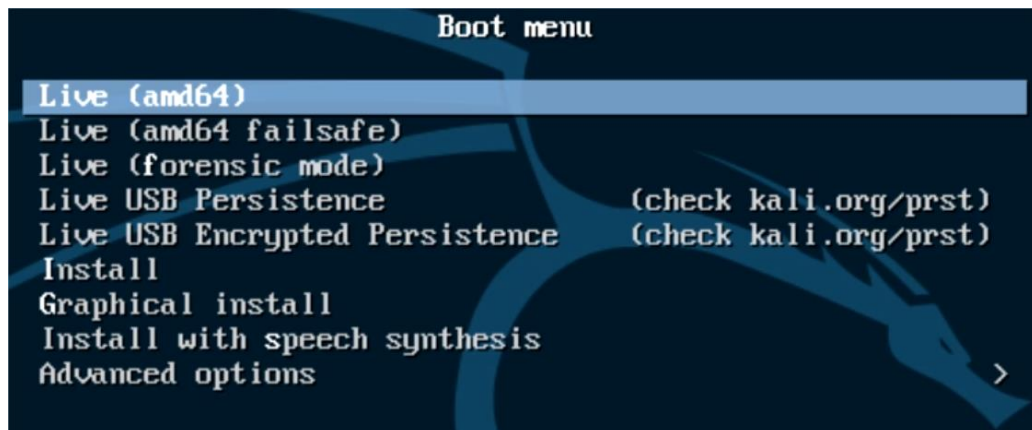 Boot menu
Live (amd64)
Live (amd64 failsafe)
Live (forensic mode)
Live USB Persistence (check kali.org/prst)
Live USB Encrypted Persistence (check kali.org/prst)
Install
Graphical install
Install with speech synthesis
Advanced options >